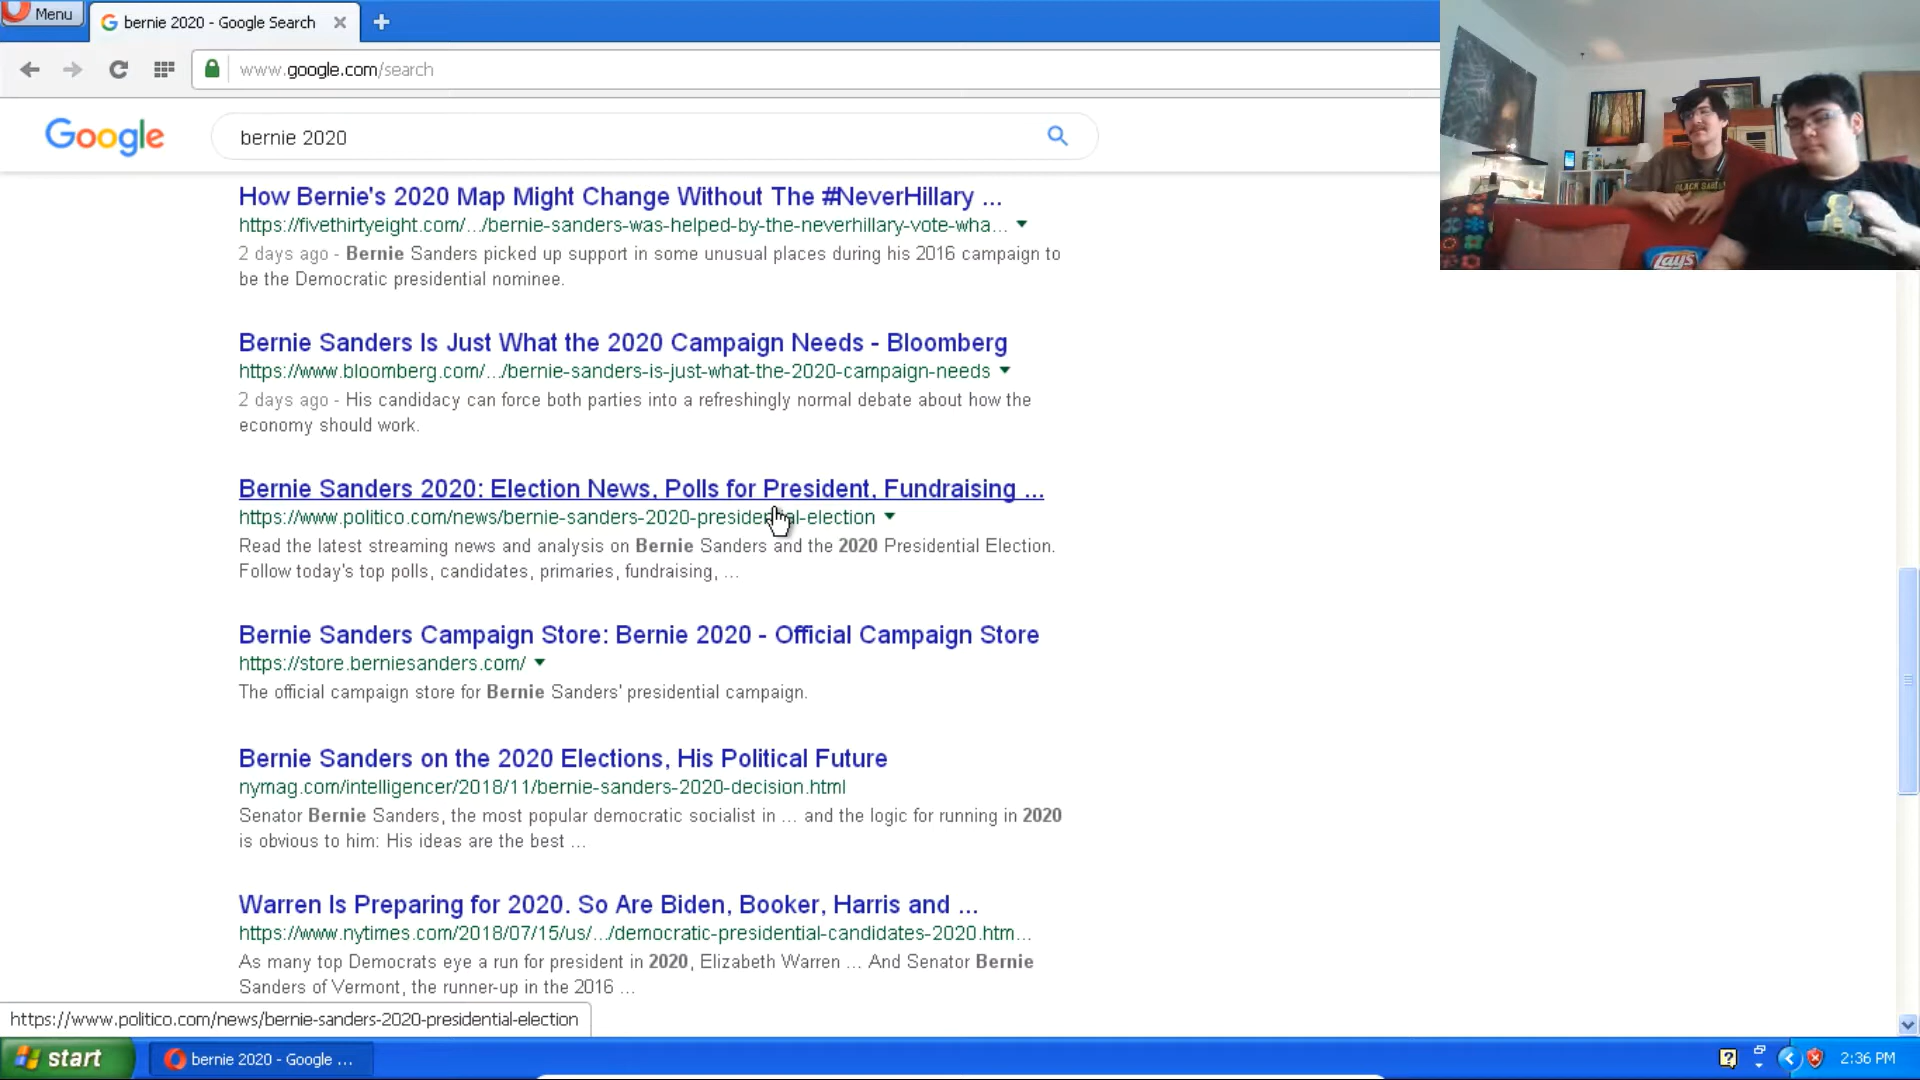 Menu
bernie 2020 - Google Search
www.google.com/search
Google
bernie 2020
How Bernie's 2020 Map Might Change Without The #NeverHillary ...
https://fivethirtyeight.com/.../bernie-sanders-was-helped-by-the-neverhillary-vote-wha...
2 days ago - Bernie Sanders picked up support in some unusual places during his 2016 campaign to
be the Democratic presidential nominee.
Bernie Sanders Is Just What the 2020 Campaign Needs - Bloomberg
https://www.bloomberg.com/.../bernie-sanders-is-just-what-the-2020-campaign-needs
2 days ago - His candidacy can force both parties into a refreshingly normal debate about how the
economy should work.
Bernie Sanders 2020: Election News, Polls for President, Fundraising ...
https://www.politico.com/news/bernie-sanders-2020-presidential-election
Read the latest streaming news and analysis on Bernie Sanders and the 2020 Presidential Election.
Follow today's top polls, candidates, primaries, fundraising, ...
Bernie Sanders Campaign Store: Bernie 2020 - Official Campaign Store
https://store.berniesanders.com/
The official campaign store for Bernie Sanders' presidential campaign.
Bernie Sanders on the 2020 Elections, His Political Future
nymag.com/intelligencer/2018/11/bernie-sanders-2020-decision.html
Senator Bernie Sanders, the most popular democratic socialist in ... and the logic for running in 2020
is obvious to him: His ideas are the best ...
Warren Is Preparing for 2020. So Are Biden, Booker, Harris and ...
https://www.nytimes.com/2018/07/15/us/.../democratic-presidential-candidates-2020.htm...
As many top Democrats eye a run for president in 2020, Elizabeth Warren ... And Senator Bernie
Sanders of Vermont, the runner-up in the 2016 ...
https://www.politico.com/news/bernie-sanders-2020-presidential-election
start
bernie 2020 - Google ...
2:36 PM
Lays